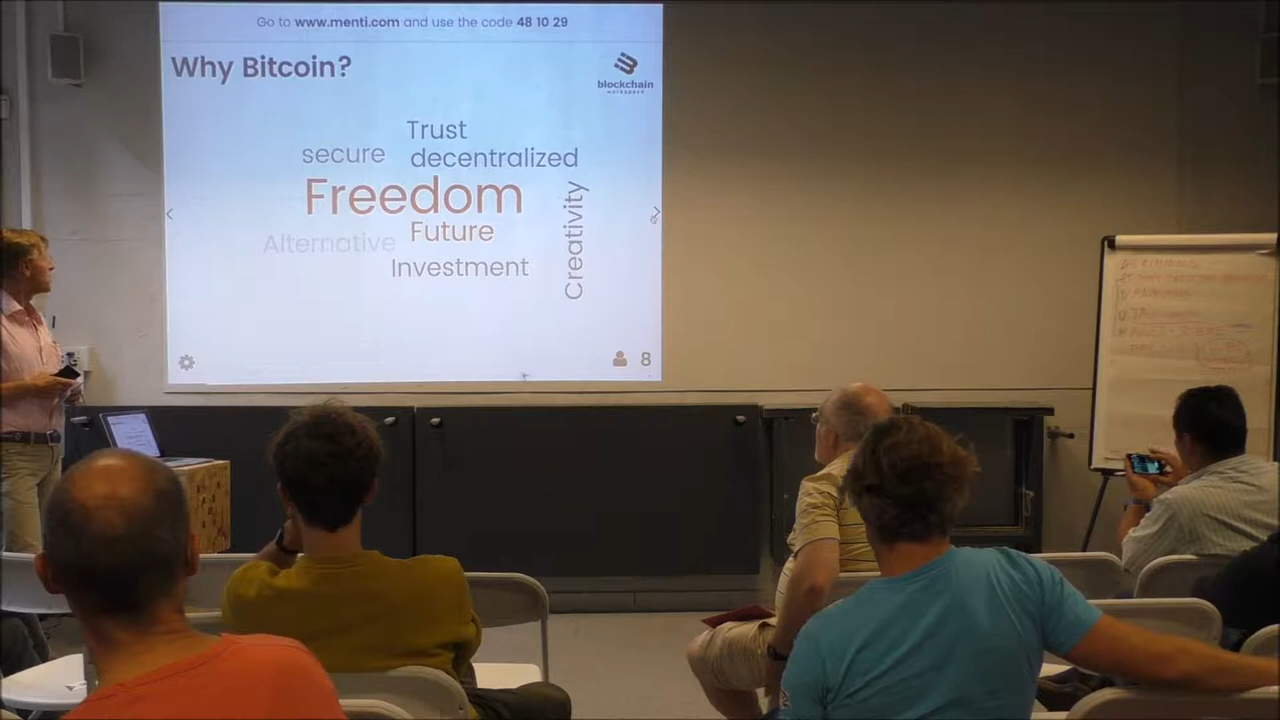 Go to www.menti.com and use the code 48 10 29
Why Bitcoin?
blockchain
workspace
Trust
secure
decentralized
Freedom
Creativity
Alternative
Future
Investment
8